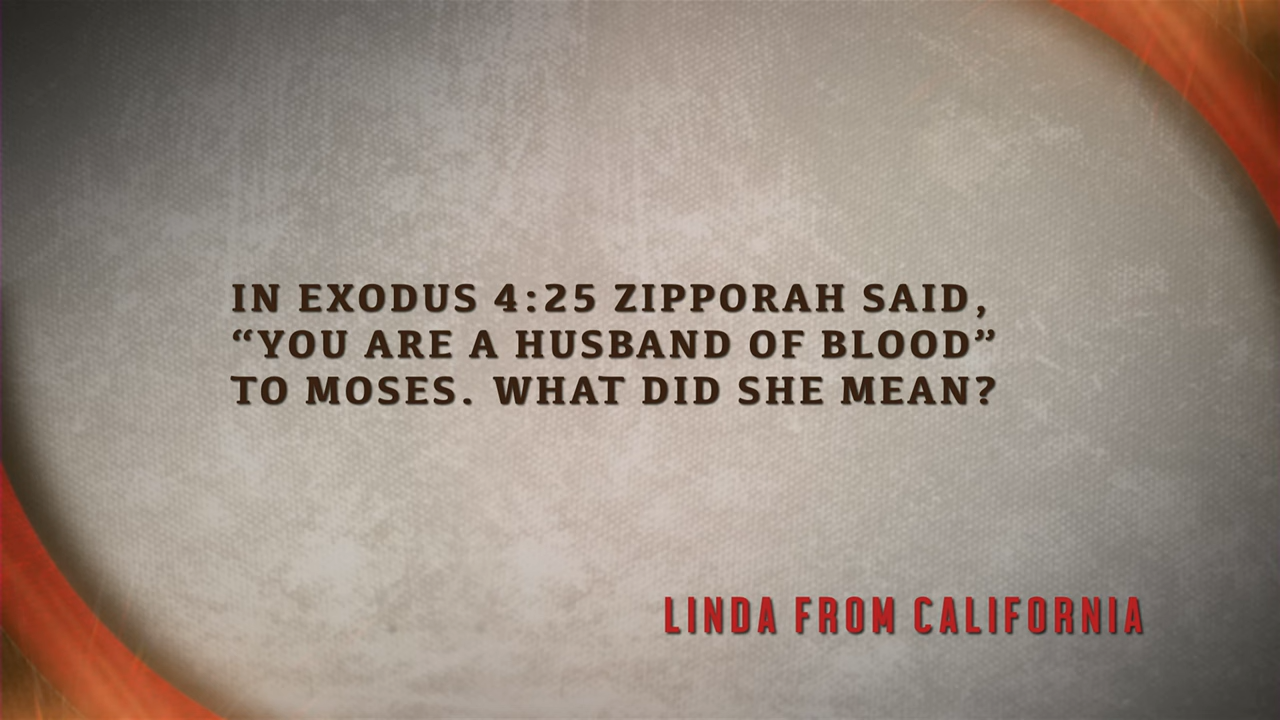 IN EXODUS 4:25 ZIPPORAH SAID,
“YOU ARE A HUSBAND OF BLOOD”
TO MOSES. WHAT DID SHE MEAN?
LINDA FROM CALIFORNIA